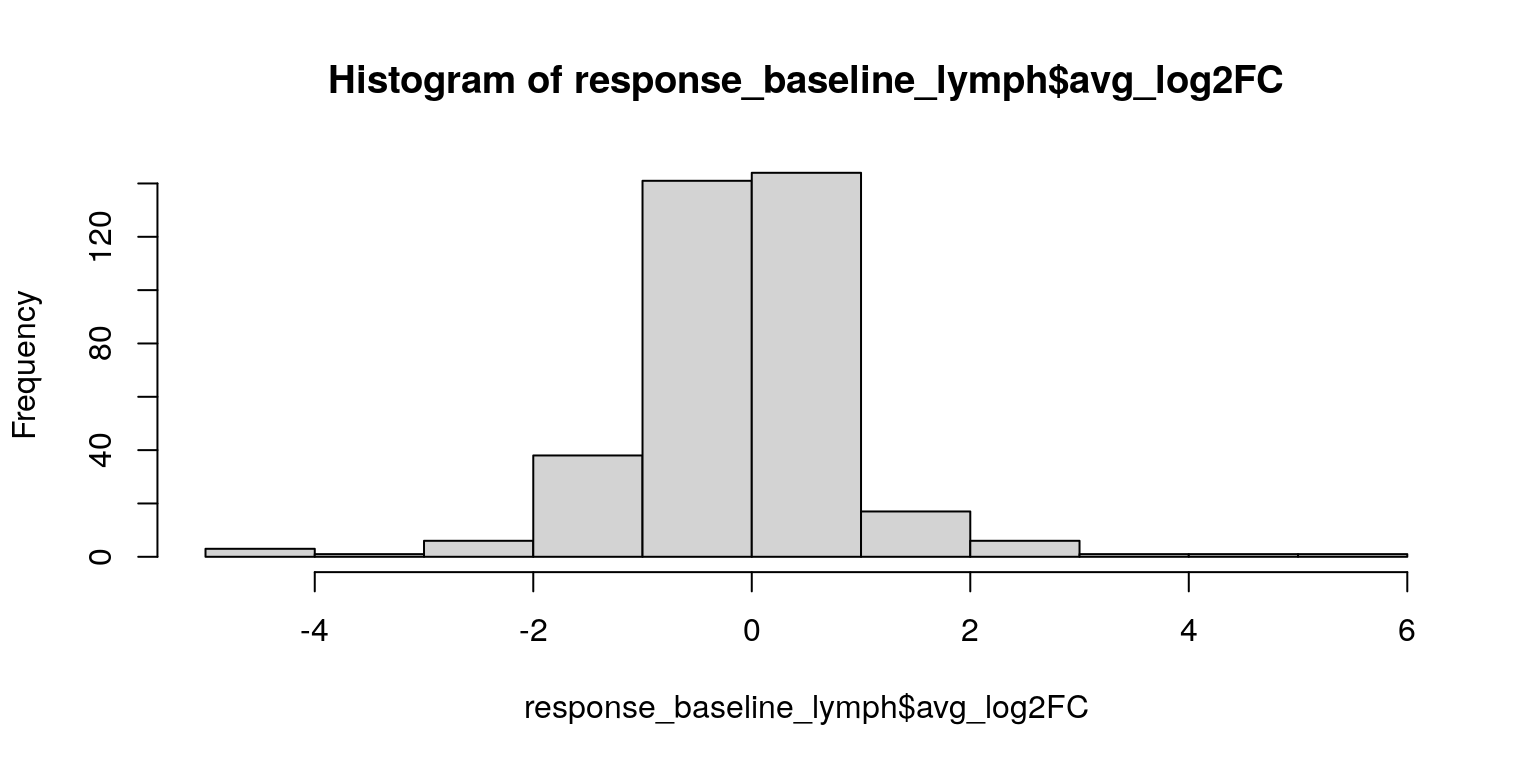 Histogram of response_baseline_lymph$avg_log2FC
Frequency
120
80
40
0
-4 -2 0 2 4 6
response_baseline_lymph$avg_log2FC